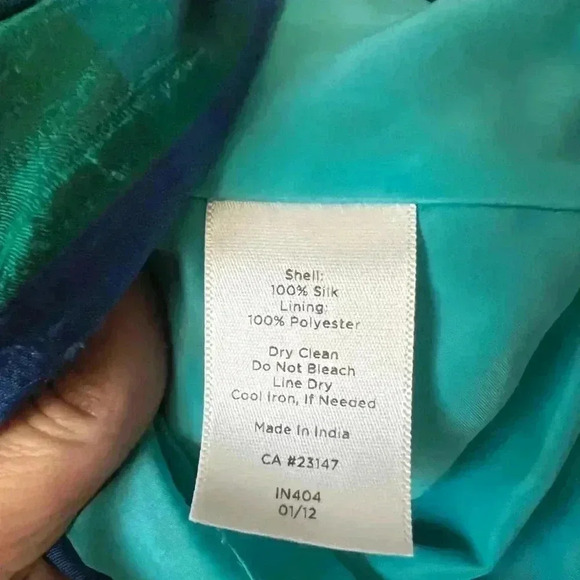 Shell:
100% Silk
Lining:
100% Polyester
Dry Clean
Do Not Bleach
Line Dry
Cool Iron, If Needed
Made In India
CA #23147
IN404
01/12